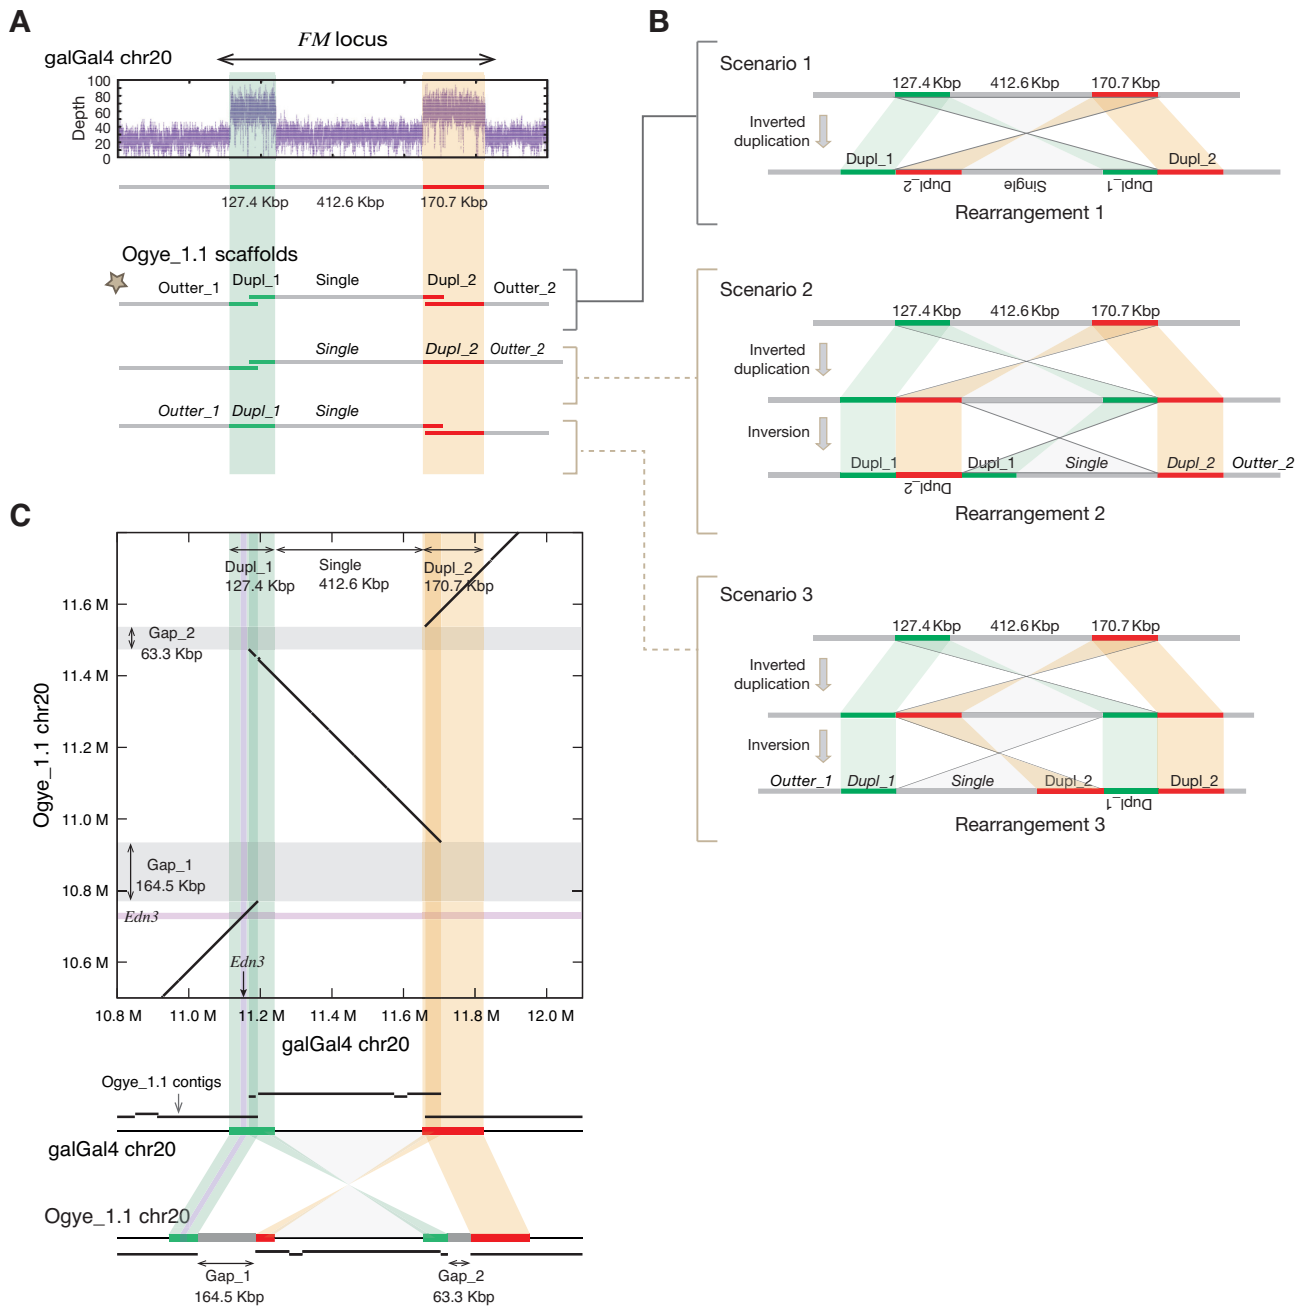 A
FM locus
galGal4 chr20
100
80
60
40
20
0
Depth
127.4 Kbp
412.6 Kbp
170.7 Kbp
Ogye_1.1 scaffolds
Outter_1
Dupl_1
Single
Dupl_2
Outter_2
Single
Dupl_2
Outter_2
Outter_1
Dupl_1
Single
B
Scenario 1
127.4 Kbp
412.6 Kbp
170.7 Kbp
Inverted
duplication
Dupl_1
Dupl_2
Dupl_2
Single
Dupl_1
Rearrangement 1
Scenario 2
127.4 Kbp
412.6 Kbp
170.7 Kbp
Inverted
duplication
Inversion
Dupl_1
Dupl_2
Dupl_1
Single
Dupl_2
Outter_2
Rearrangement 2
Scenario 3
127.4 Kbp
412.6 Kbp
170.7 Kbp
Inverted
duplication
Inversion
Outter_1
Dupl_1
Single
Dupl_2
Dupl_1
Dupl_2
Rearrangement 3
C
Dupl_1
127.4 Kbp
Single
412.6 Kbp
Dupl_2
170.7 Kbp
11.6 M
11.4 M
11.2 M
11.0 M
10.8 M
10.6 M
Ogye_1.1 chr20
Gap_2
63.3 Kbp
Gap_1
164.5 Kbp
Edn3
Edn3
10.8 M
11.0 M
11.2 M
11.4 M
11.6 M
11.8 M
12.0 M
galGal4 chr20
Ogye_1.1 contigs
galGal4 chr20
Ogye_1.1 chr20
Gap_1
164.5 Kbp
Gap_2
63.3 Kbp